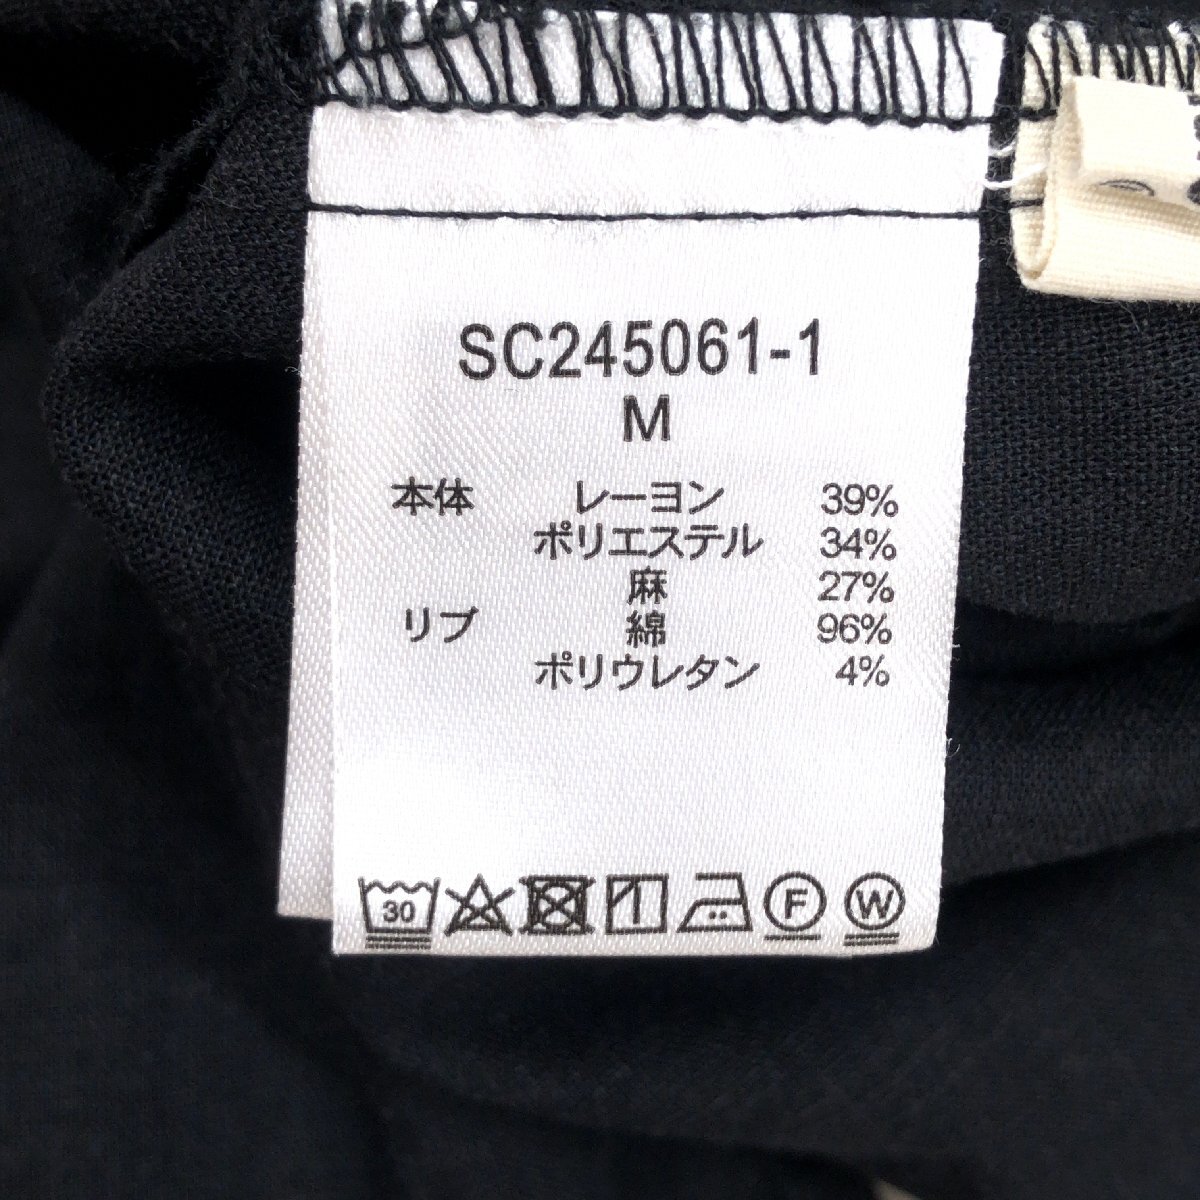 SC245061-1
M
本体 レーヨン 39%
ポリエステル 34%
麻 27%
リブ 綿 96%
ポリウレタン 4%
30 F W